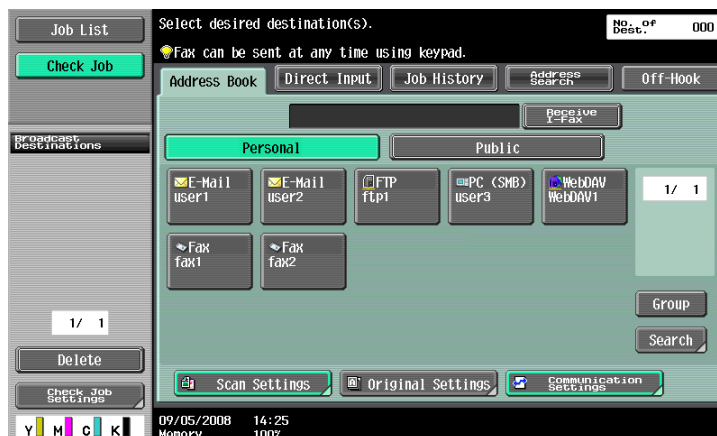 Job List
Check Job
Select desired destination(s).
No. of Dest. 000
Fax can be sent at any time using keypad.
Address Book
Direct Input
Job History
Address Search
Off-Hook
Receive I-Fax
Broadcast Destinations
Personal
Public
E-Mail
user1
E-Mail
user2
FTP
ftp1
PC (SMB)
user3
WebDAV
WebDAV1
1/ 1
Fax
fax1
Fax
fax2
Group
Search
1/ 1
Delete
Check Job Settings
Scan Settings
Original Settings
Communication Settings
Y M C K
09/05/2008 14:25
Memory 100%